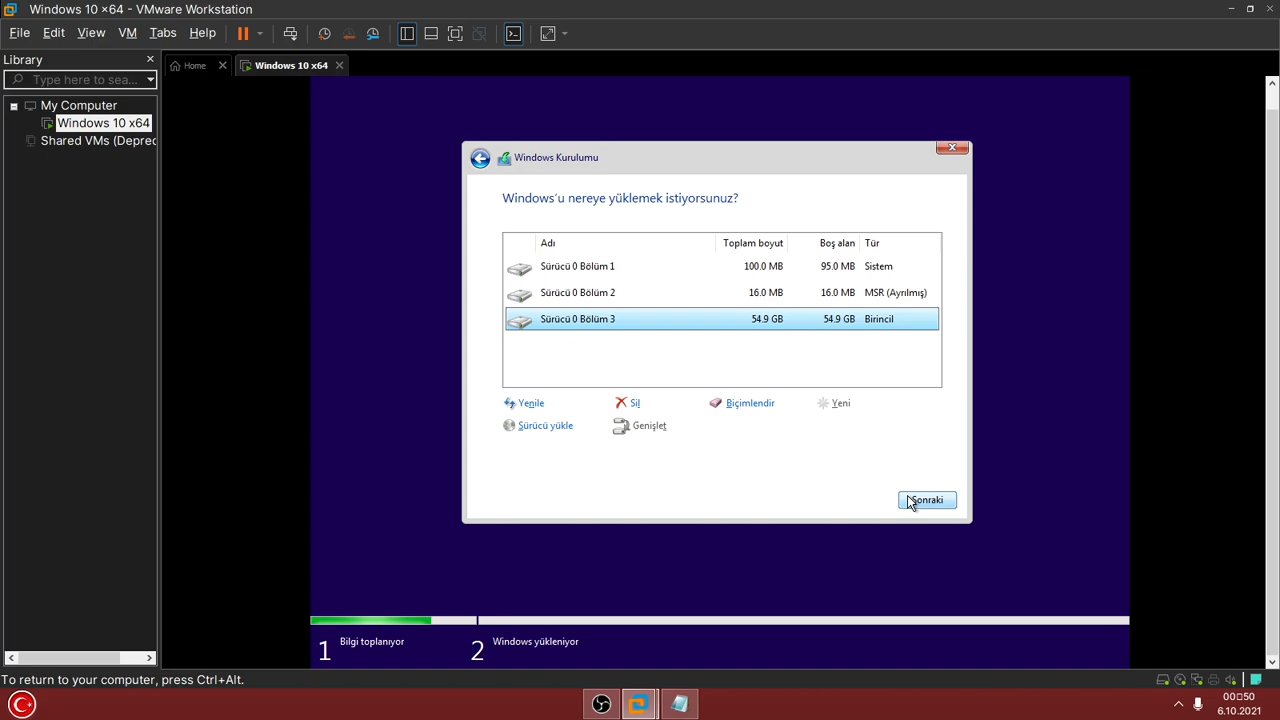 Windows 10 ×64 - VMware Workstation
File Edit View VM Tabs Help
Library
Type here to sea...
Home
Windows 10 x64
My Computer
Windows 10 x64
Shared VMs (Deprec
Windows Kurulumu
Windows'u nereye yüklemek istiyorsunuz?
Adı Toplam boyut Boş alan Tür
Sürücü 0 Bölüm 1 100.0 MB 95.0 MB Sistem
Sürücü 0 Bölüm 2 16.0 MB 16.0 MB MSR (Ayrılmış)
Sürücü 0 Bölüm 3 54.9 GB 54.9 GB Birincil
Yenile Sil Biçimlendir Yeni
Sürücü yükle Genişlet
Sonraki
1 Bilgi toplanıyor 2 Windows yükleniyor
To return to your computer, press Ctrl+Alt.
00□50
6.10.2021